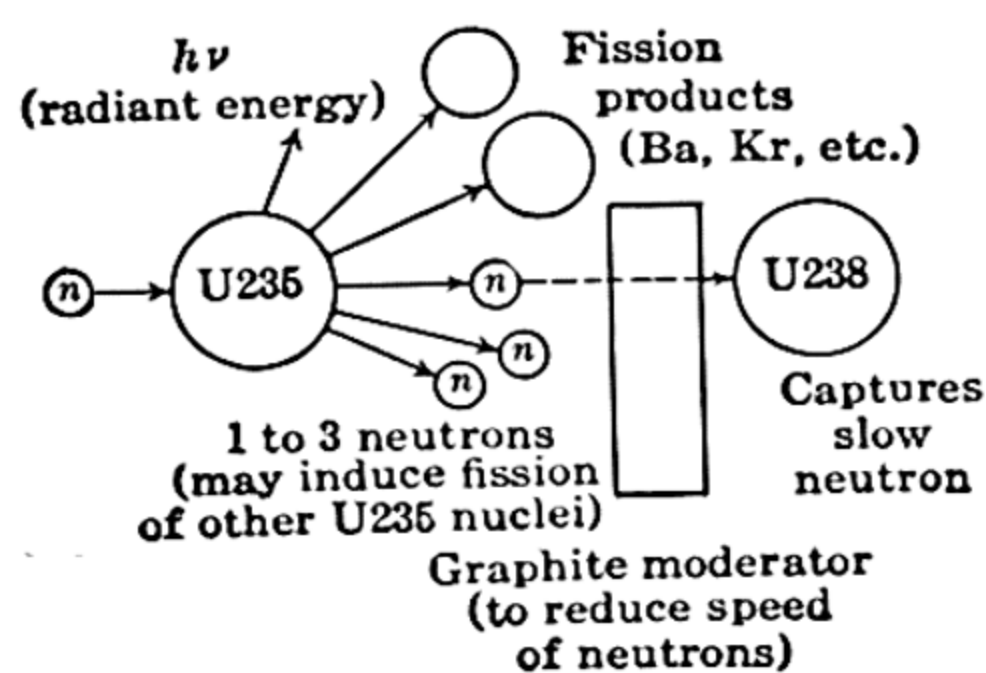 hν
(radiant energy)
Fission
products
(Ba, Kr, etc.)
n
U235
n
n
n
U238
1 to 3 neutrons
(may induce fission
of other U235 nuclei)
Captures
slow
neutron
Graphite moderator
(to reduce speed
of neutrons)